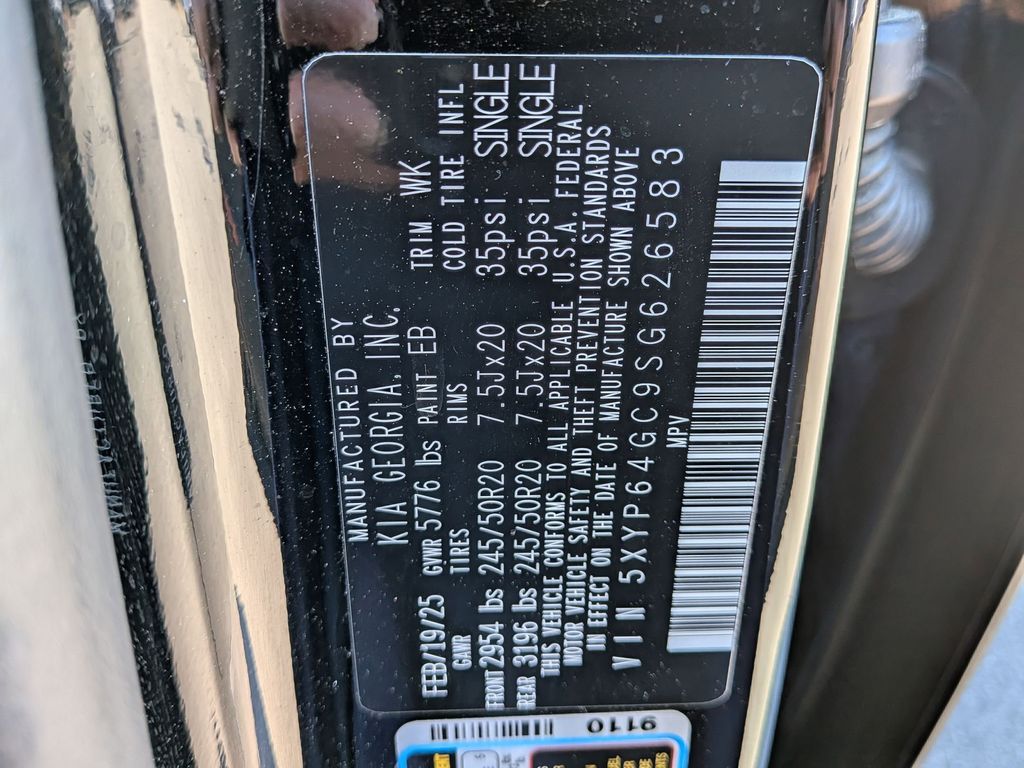 MANUFACTURED BY
KIA GEORGIA, INC.
FEB/19/25 GWR 5776 lbs PAINT EB TRIM WK
GAWR TIRES RIMS COLD TIRE INFL
FRONT 2954 lbs 245/50R20 7.5Jx20 35psi SINGLE
REAR 3196 lbs 245/50R20 7.5Jx20 35psi SINGLE
THIS VEHICLE CONFORMS TO ALL APPLICABLE U.S.A. FEDERAL
MOTOR VEHICLE SAFETY AND THEFT PREVENTION STANDARDS
IN EFFECT ON THE DATE OF MANUFACTURE SHOWN ABOVE
VIN 5XYP64GC9SG626583
MPV
9110